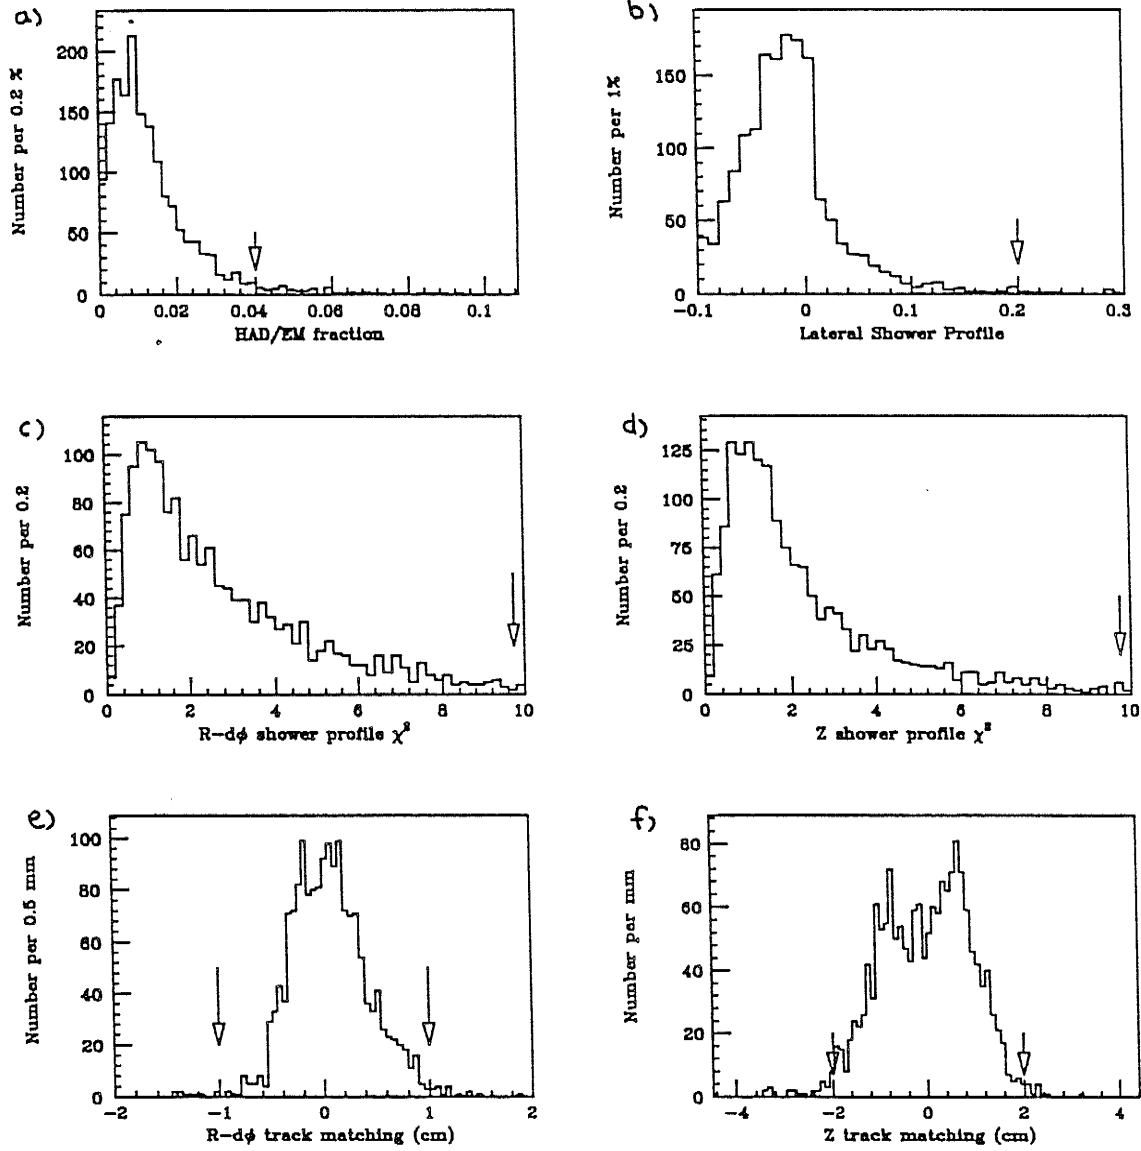 a)
Number per 0.2 %
200
150
100
50
0
0 0.02 0.04 0.06 0.08 0.1
HAD/EM fraction
b)
Number per 1%
150
100
50
0
-0.1 0 0.1 0.2 0.3
Lateral Shower Profile
c)
Number per 0.2
100
80
60
40
20
0
0 2 4 6 8 10
R-dϕ shower profile χ²
d)
Number per 0.2
125
100
75
50
25
0
0 2 4 6 8 10
Z shower profile χ²
e)
Number per 0.5 mm
100
80
60
40
20
0
-2 -1 0 1 2
R-dϕ track matching (cm)
f)
Number per mm
80
60
40
20
0
-4 -2 0 2 4
Z track matching (cm)